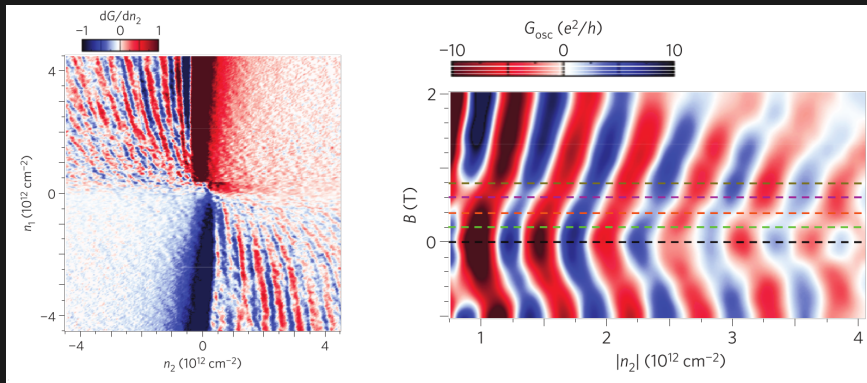 dG/dn₂
−1 0 1
4
n₁ (10¹² cm⁻²)
0
−4
−4 0 4
n₂ (10¹² cm⁻²)
G_osc (e²/h)
−10 0 10
2
B (T)
0
1 2 3 4
|n₂| (10¹² cm⁻²)